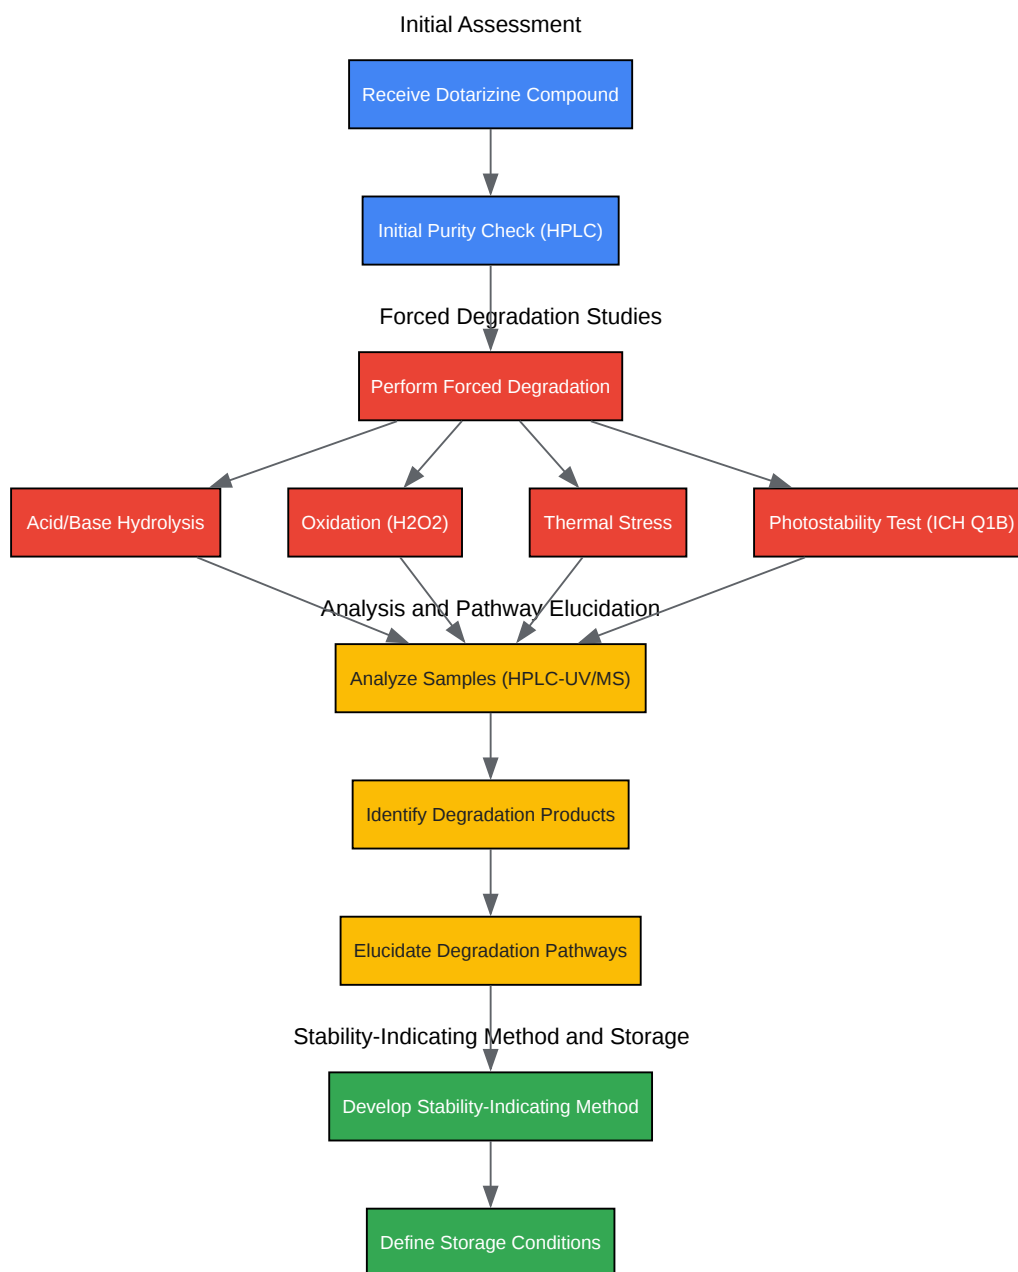 Initial Assessment
Receive Dotarizine Compound
Initial Purity Check (HPLC)
Forced Degradation Studies
Perform Forced Degradation
Acid/Base Hydrolysis
Oxidation (H2O2)
Thermal Stress
Photostability Test (ICH Q1B)
Analysis and Pathway Elucidation
Analyze Samples (HPLC-UV/MS)
Identify Degradation Products
Elucidate Degradation Pathways
Stability-Indicating Method and Storage
Develop Stability-Indicating Method
Define Storage Conditions